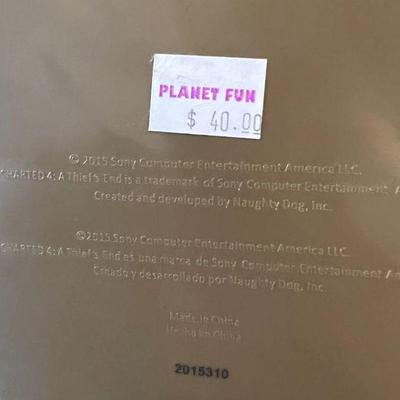 PLANET FUN
$ 40.00
© 2015 Sony Computer Entertainment America LLC.
CHARTED 4: A Thief's End is a trademark of Sony Computer Entertainment A
Created and developed by Naughty Dog, Inc.
©2015 Sony Computer Entertainment America LLC.
CHARTED 4: A Thief's End es una marca de Sony Computer Entertainment Am
Creado y desarrollado por Naughty Dog, Inc.
Made in China
Hecho en China
2015310